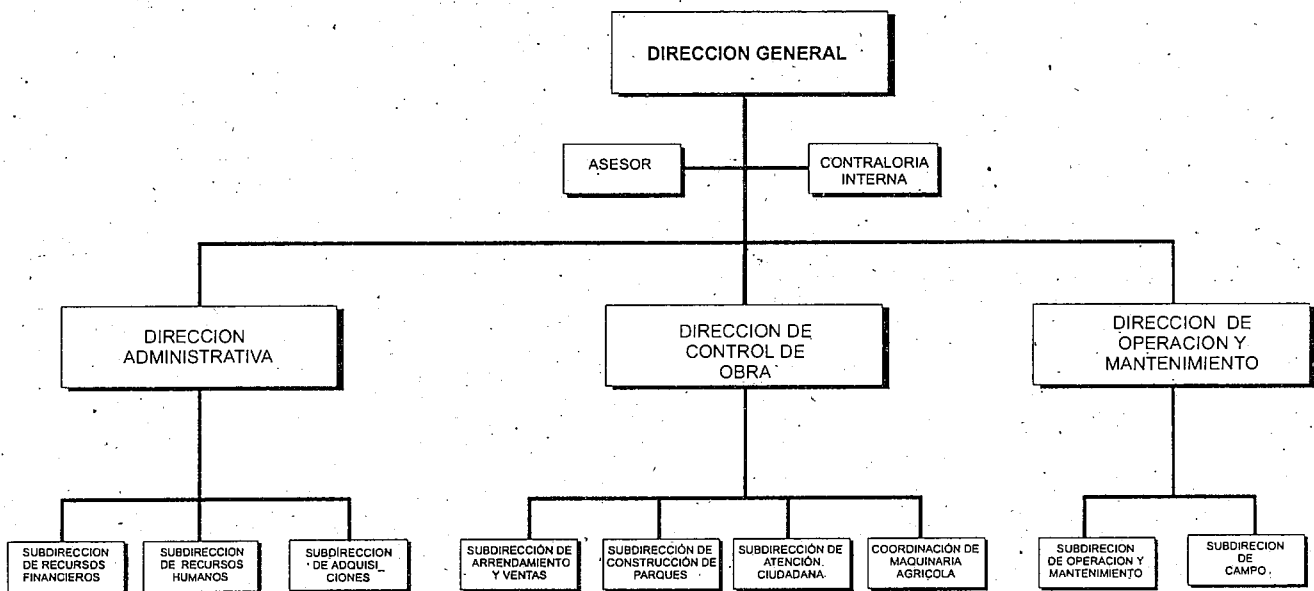 DIRECCION GENERAL
ASESOR
CONTRALORIA
INTERNA
DIRECCION
ADMINISTRATIVA
DIRECCION DE
CONTROL DE
OBRA
DIRECCION DE
OPERACION Y
MANTENIMIENTO
SUBDIRECCION
DE RECURSOS
FINANCIEROS
SUBDIRECCION
DE RECURSOS
HUMANOS
SUBDIRECCION
DE ADQUISI_
CIONES
SUBDIRECCIÓN DE
ARRENDAMIENTO
Y VENTAS
SUBDIRECCIÓN DE
CONSTRUCCIÓN DE
PARQUES
SUBDIRECCIÓN DE
ATENCIÓN
CIUDADANA
COORDINACIÓN DE
MAQUINARIA
AGRICOLA
SUBDIRECION
DE OPERACION Y
MANTENIMIENTO
SUBDIRECION
DE
CAMPO